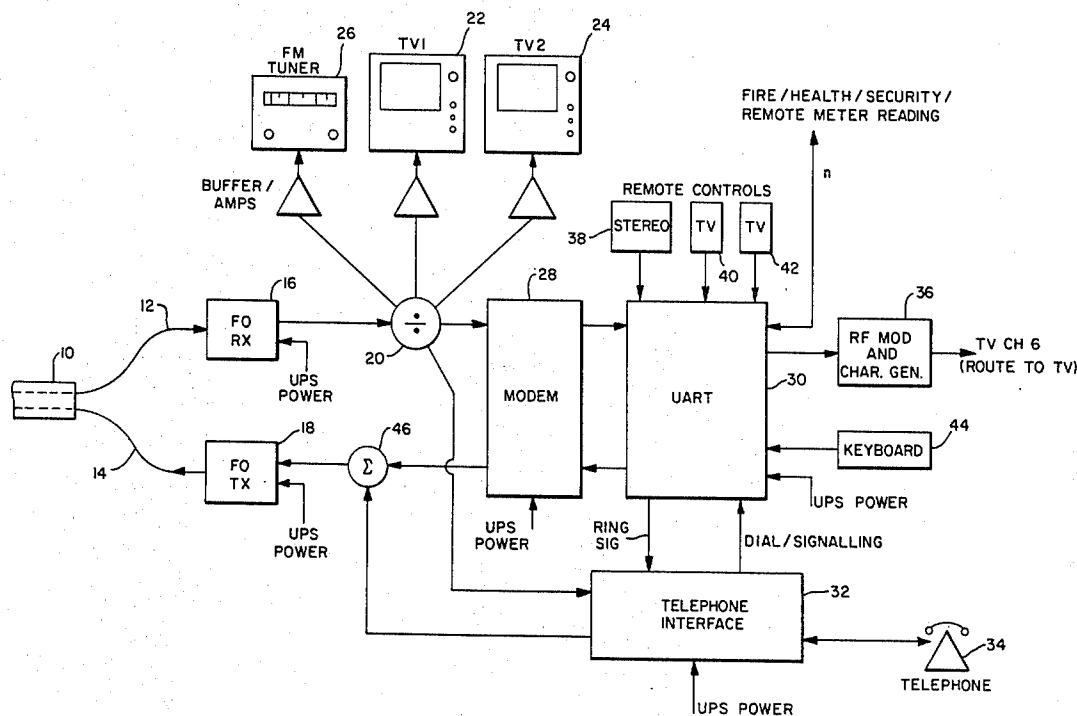 26
FM
TUNER
22
TV1
24
TV2
FIRE/HEALTH/SECURITY/
REMOTE METER READING
n
BUFFER/
AMPS
REMOTE CONTROLS
STEREO
38
TV
40
TV
42
12
16
FO
RX
UPS
POWER
÷
20
28
MODEM
UART
30
36
RF MOD
AND
CHAR. GEN.
TV CH 6
(ROUTE TO TV)
10
14
18
FO
TX
UPS
POWER
46
Σ
UPS
POWER
44
KEYBOARD
UPS POWER
RING
SIG
DIAL/SIGNALLING
TELEPHONE
INTERFACE
32
34
TELEPHONE
UPS POWER